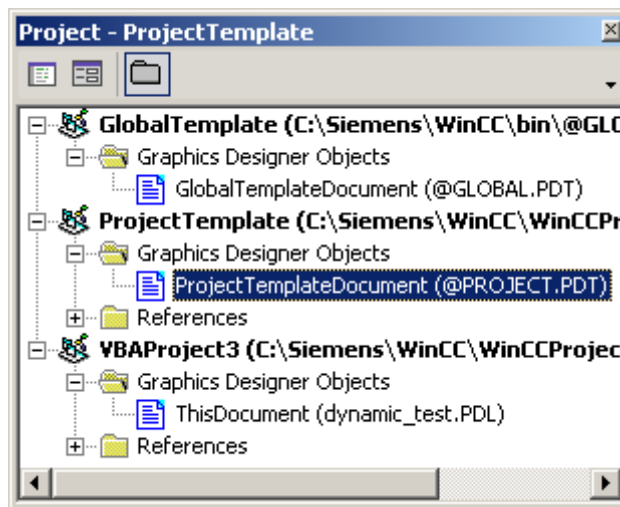 Project - ProjectTemplate
GlobalTemplate (C:\Siemens\WinCC\bin\@GLO
Graphics Designer Objects
GlobalTemplateDocument (@GLOBAL.PDT)
ProjectTemplate (C:\Siemens\WinCC\WinCCPr
Graphics Designer Objects
ProjectTemplateDocument (@PROJECT.PDT)
References
VBAProject3 (C:\Siemens\WinCC\WinCCProjec
Graphics Designer Objects
ThisDocument (dynamic_test.PDL)
References